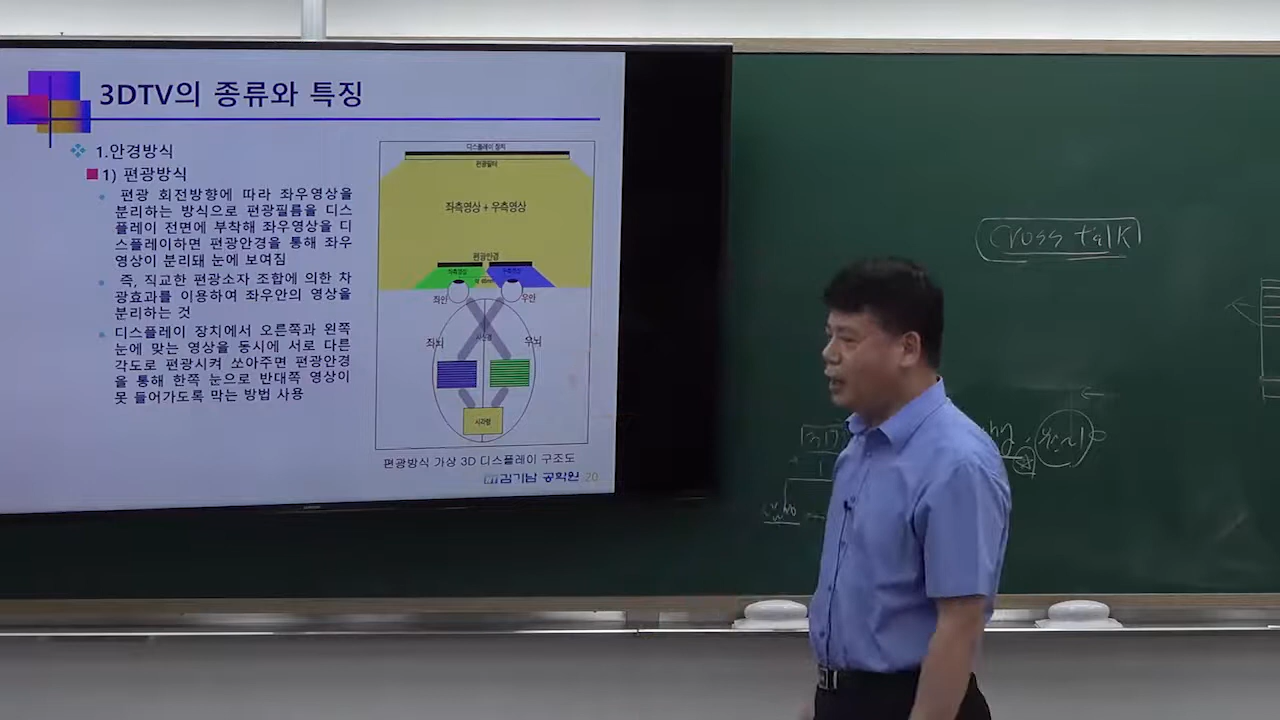 3DTV의 종류와 특징
1.안경방식
1) 편광방식
편광 회전방향에 따라 좌우영상을
분리하는 방식으로 편광필름을 디스
플레이 전면에 부착해 좌우영상을 디
스플레이하면 편광안경을 통해 좌우
영상이 분리돼 눈에 보여짐
즉, 직교한 편광소자 조합에 의한 차
광효과를 이용하여 좌우안의 영상을
분리하는 것
디스플레이 장치에서 오른쪽과 왼쪽
눈에 맞는 영상을 동시에 서로 다른
각도로 편광시켜 쏘아주면 편광안경
을 통해 한쪽 눈으로 반대쪽 영상이
못 들어가도록 막는 방법 사용
디스플레이 장치
편광필터
좌측영상 + 우측영상
편광안경
좌측영상 우측영상
좌안 우안
좌뇌 우뇌
편광방식 가상 3D 디스플레이 구조도
김기남 공학원 20
Cross talk